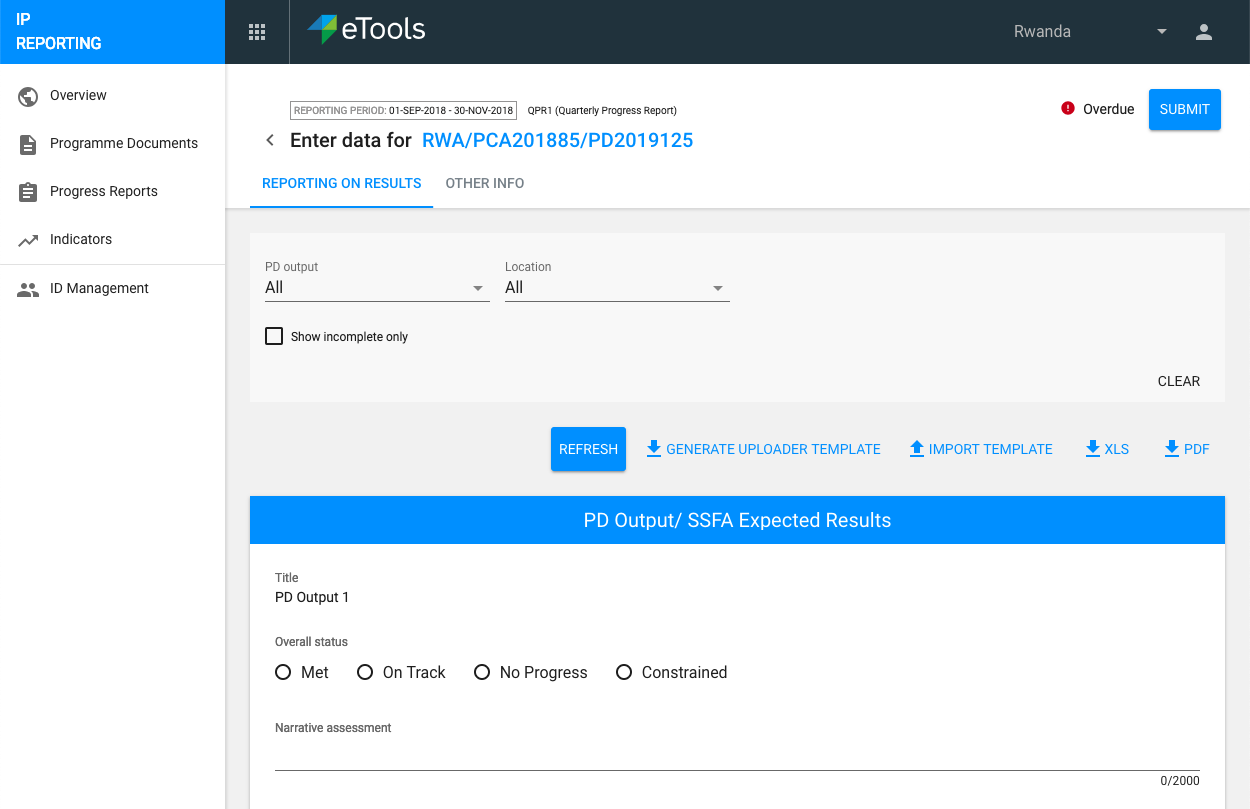 IP
REPORTING
eTools
Rwanda
Overview
Programme Documents
Progress Reports
Indicators
ID Management
REPORTING PERIOD: 01-SEP-2018 - 30-NOV-2018 QPR1 (Quarterly Progress Report)
Overdue
SUBMIT
Enter data for RWA/PCA201885/PD2019125
REPORTING ON RESULTS OTHER INFO
PD output Location
All All
Show incomplete only
CLEAR
REFRESH GENERATE UPLOADER TEMPLATE IMPORT TEMPLATE XLS PDF
PD Output/ SSFA Expected Results
Title
PD Output 1
Overall status
Met On Track No Progress Constrained
Narrative assessment
0/2000